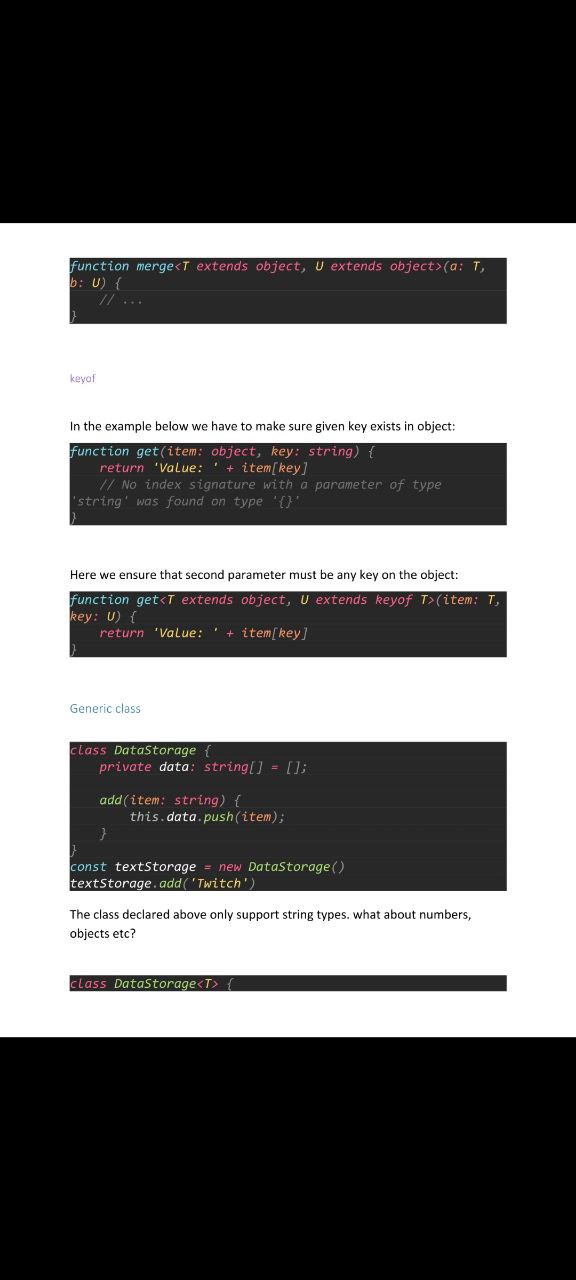 function merge<T extends object, U extends object>(a: T,
b: U) {
    // ...
}
keyof
In the example below we have to make sure given key exists in object:
function get(item: object, key: string) {
    return 'Value: ' + item[key]
    // No index signature with a parameter of type
'string' was found on type '{}'
}
Here we ensure that second parameter must be any key on the object:
function get<T extends object, U extends keyof T>(item: T,
key: U) {
    return 'Value: ' + item[key]
}
Generic class
class DataStorage {
    private data: string[] = [];
    add(item: string) {
        this.data.push(item);
    }
}
const textStorage = new DataStorage()
textStorage.add('Twitch')
The class declared above only support string types. what about numbers,
objects etc?
class DataStorage<T> {